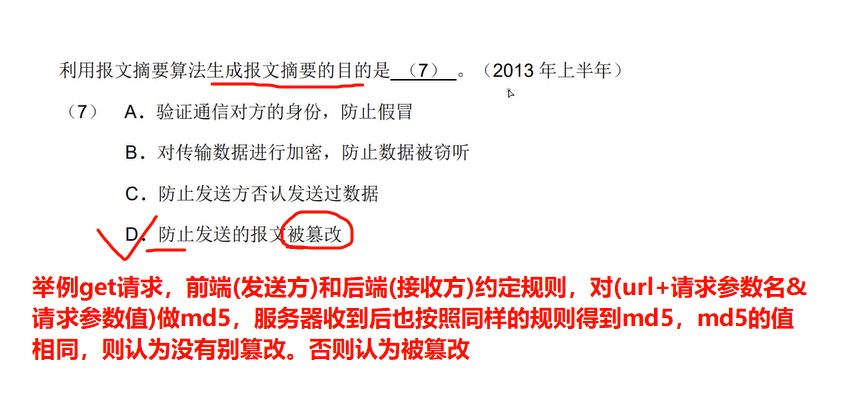 利用报文摘要算法生成报文摘要的目的是 （7） 。（2013 年上半年）
（7） A．验证通信对方的身份，防止假冒
B．对传输数据进行加密，防止数据被窃听
C．防止发送方否认发送过数据
D．防止发送的报文被篡改
举例get请求，前端(发送方)和后端(接收方)约定规则，对(url+请求参数名&
请求参数值)做md5，服务器收到后也按照同样的规则得到md5，md5的值
相同，则认为没有别篡改。否则认为被篡改